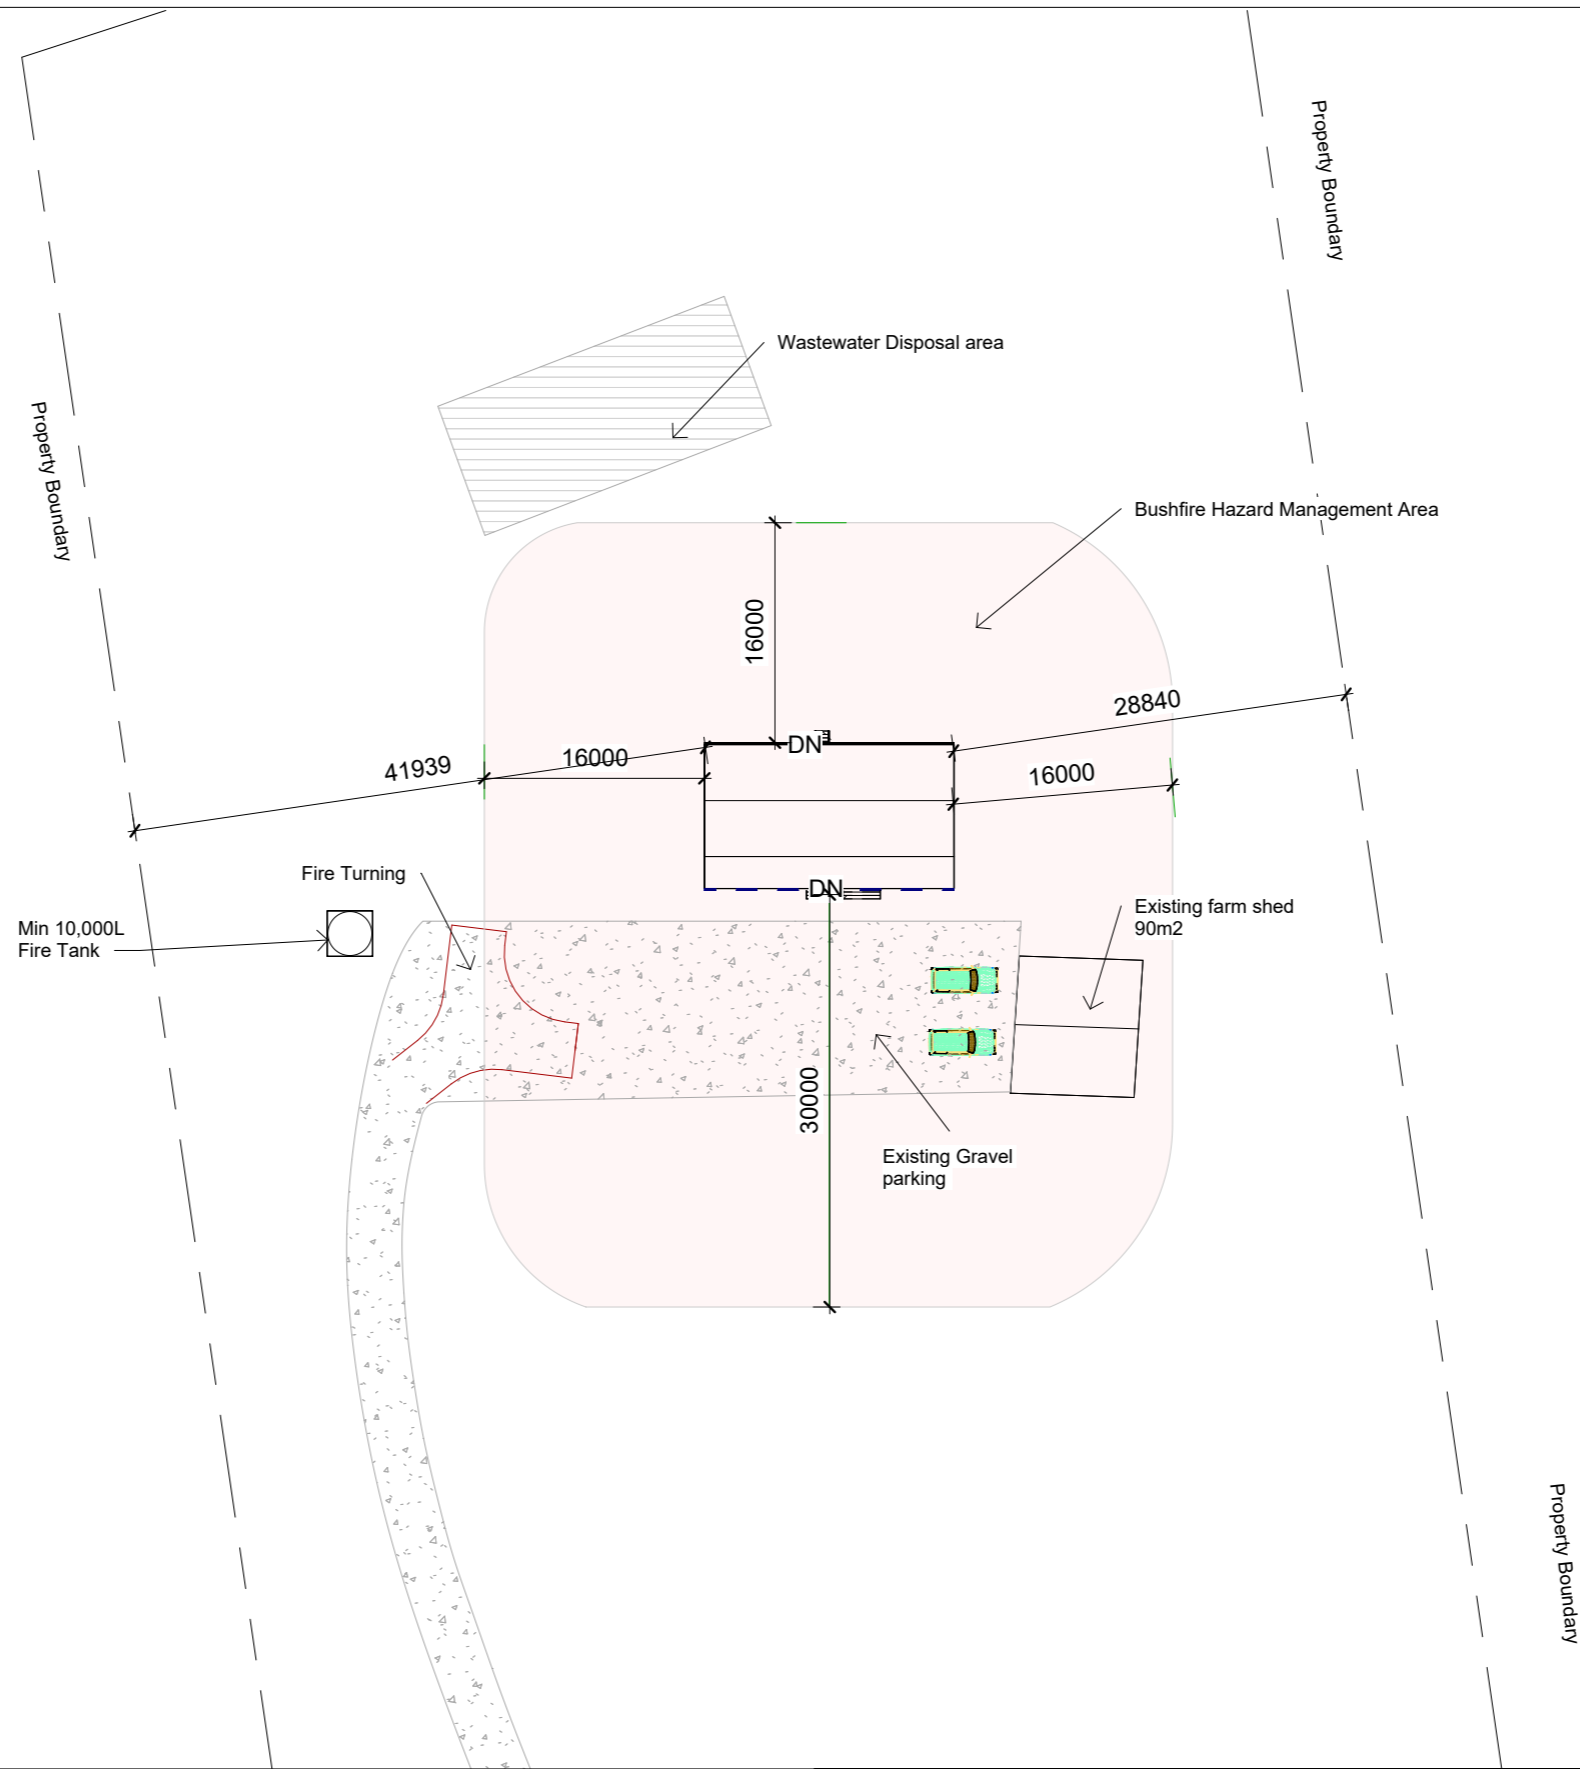 Property Boundary
Wastewater Disposal area
Property Boundary
Bushfire Hazard Management Area
16000
28840
DN
41939
16000
16000
Fire Turning
DN
Existing farm shed
90m2
Min 10,000L
Fire Tank
30000
Existing Gravel
parking
Property Boundary